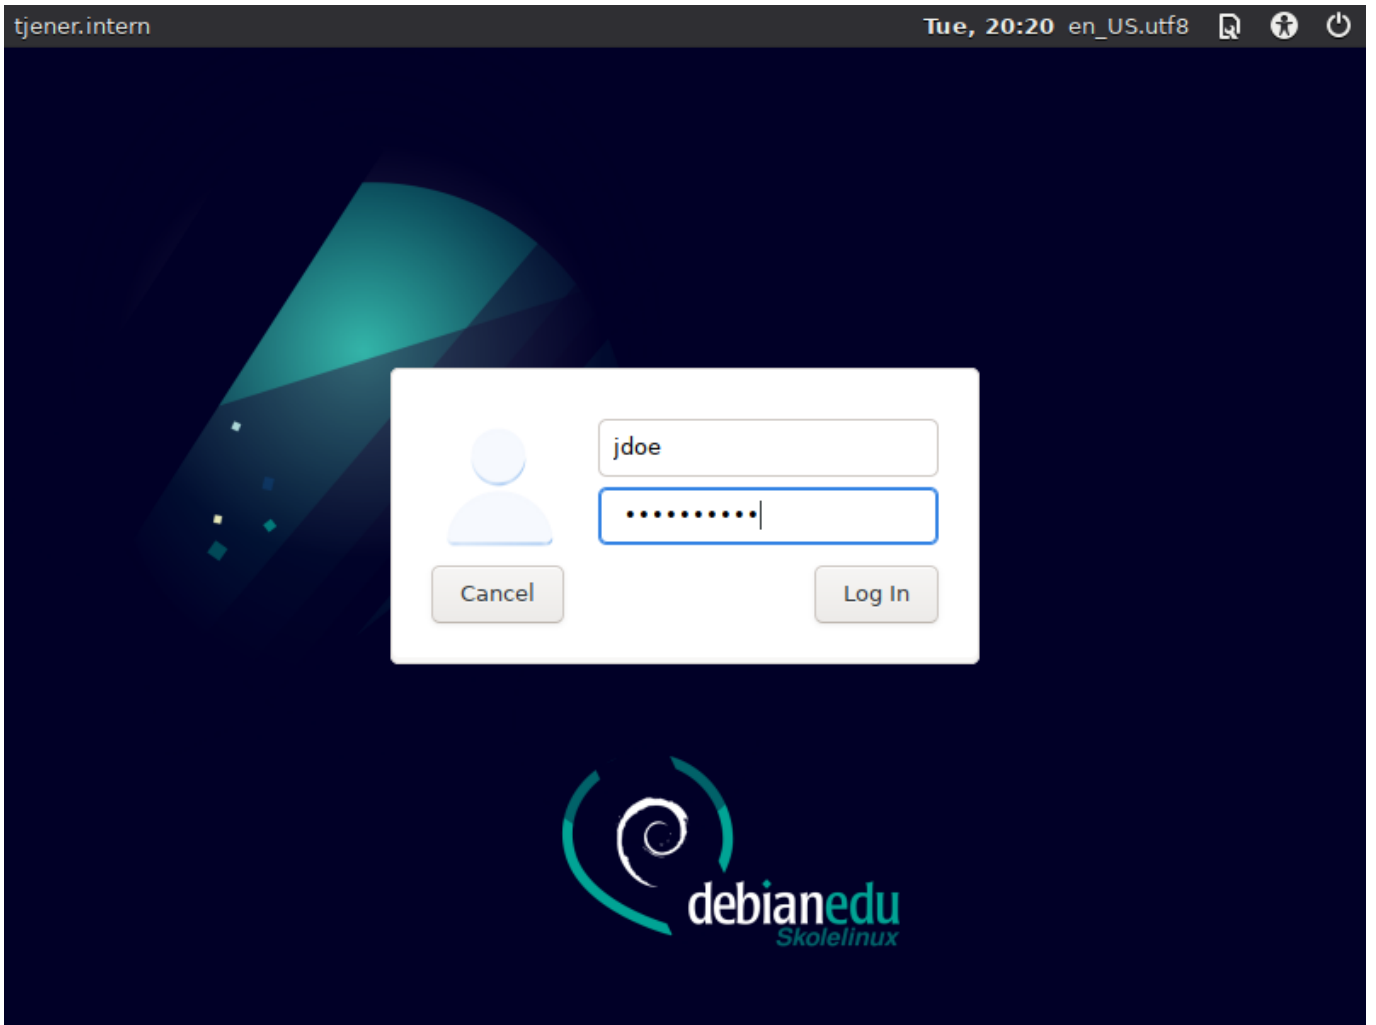 tjener.intern
Tue, 20:20 en_US.utf8
jdoe
••••••••••
Cancel
Log In
debianedu
Skolelinux